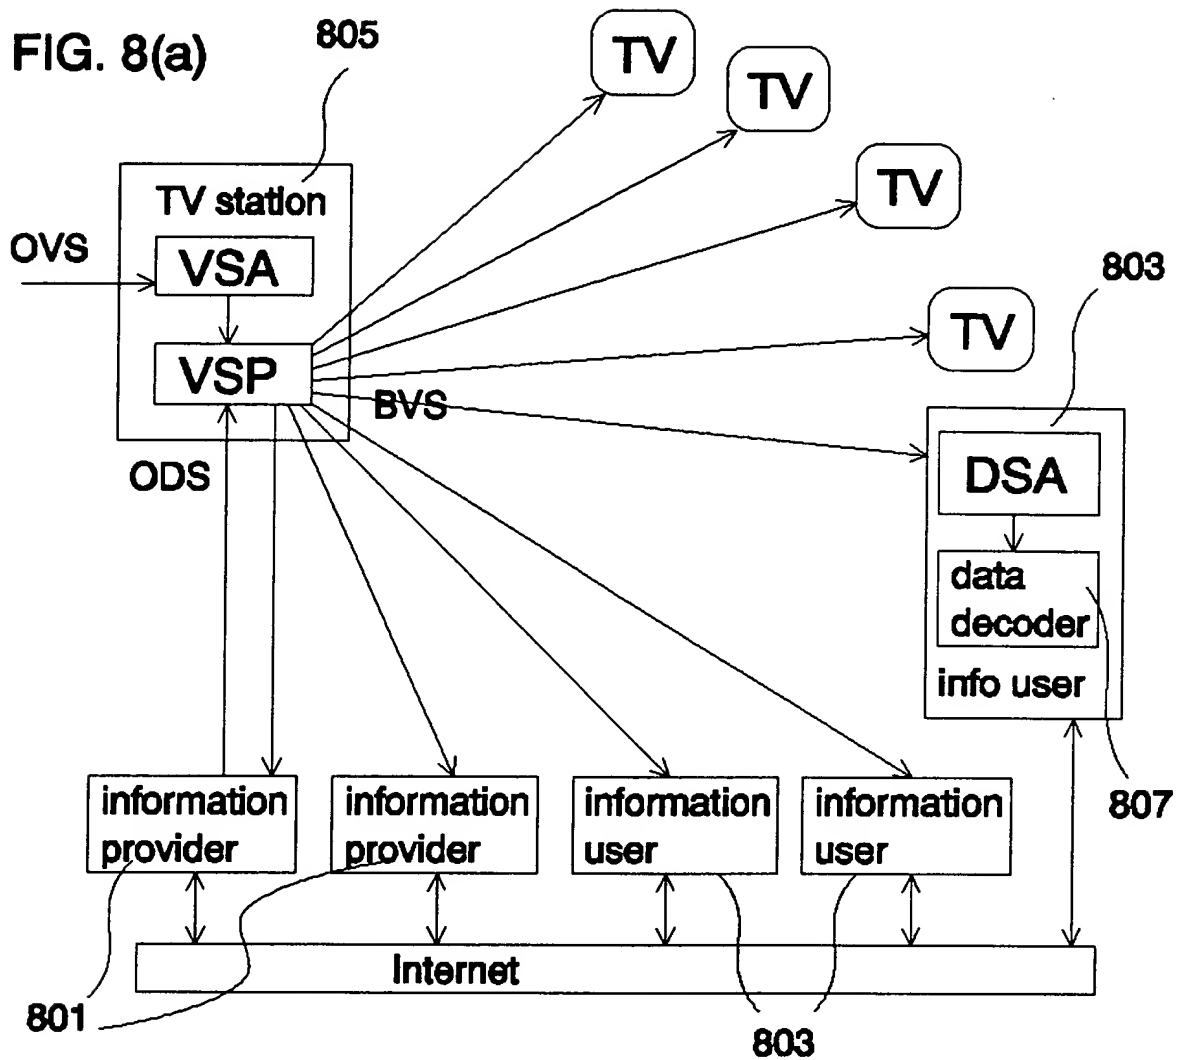 FIG. 8(a)
805
TV
TV
TV
TV
TV station
OVS
VSA
VSP
BVS
ODS
803
DSA
data
decoder
info user
807
information
provider
information
provider
information
user
information
user
Internet
801
803